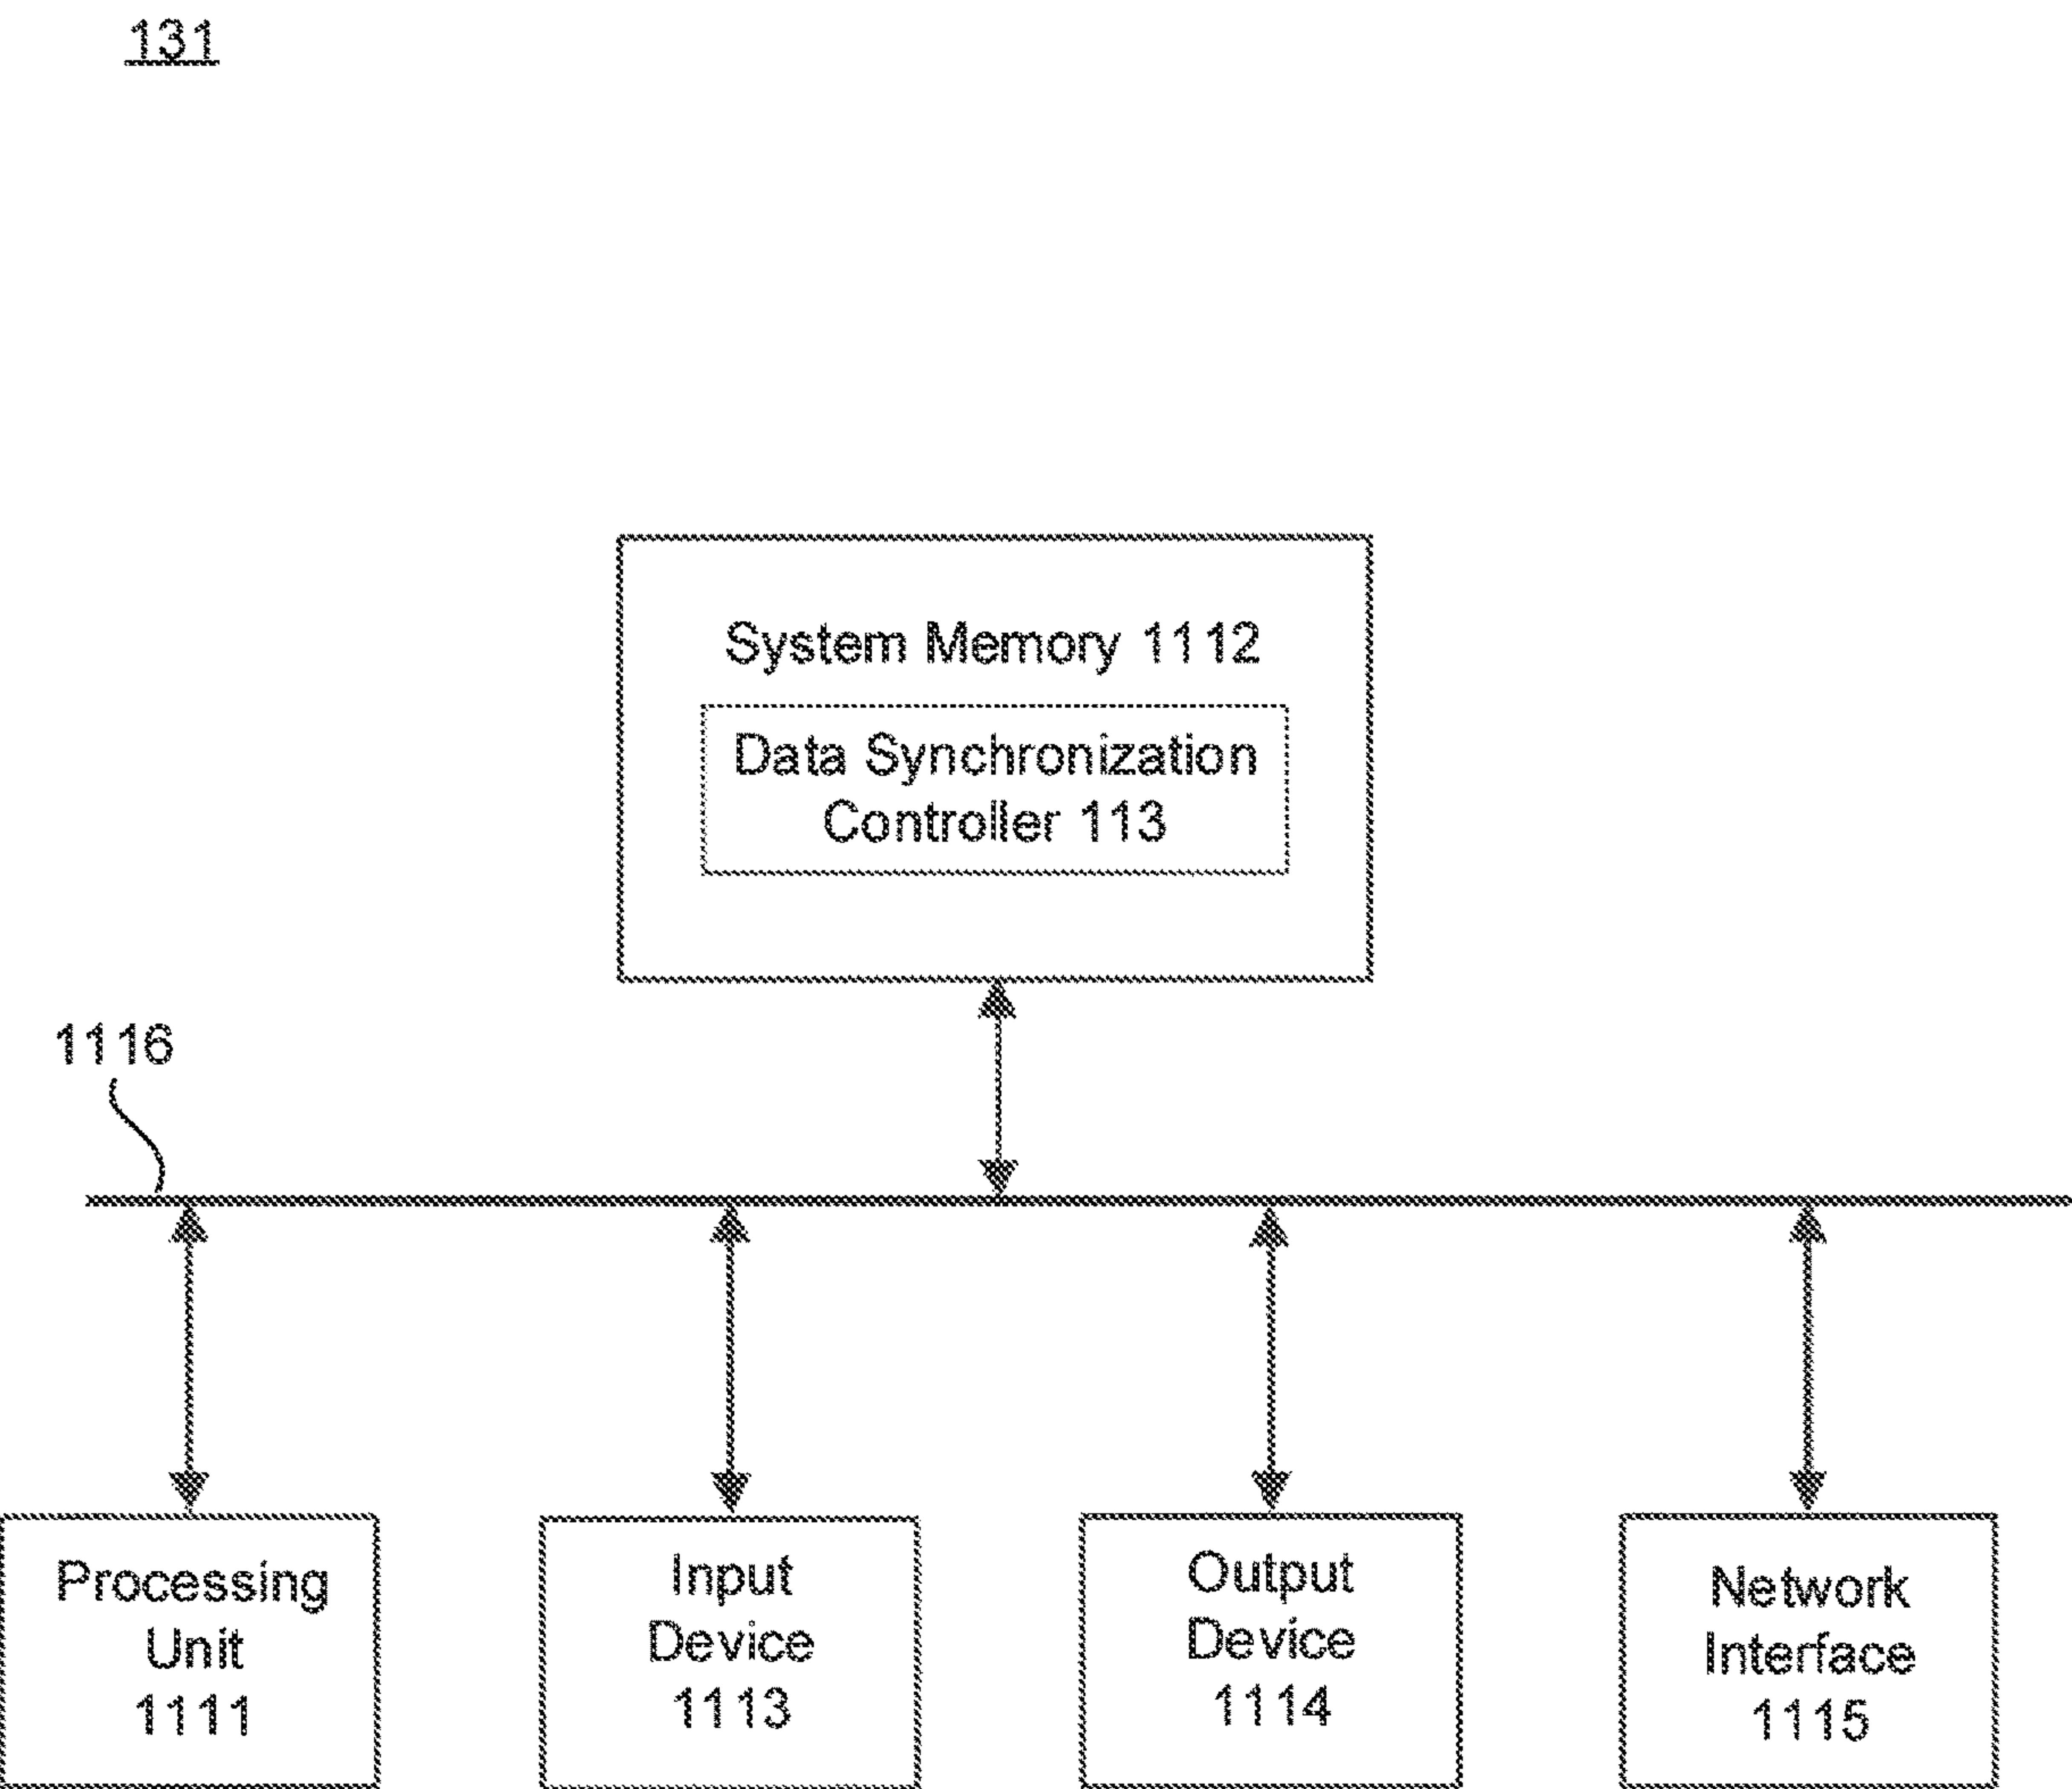 131
System Memory 1112
Data Synchronization
Controller 113
1116
Processing
Unit
1111
Input
Device
1113
Output
Device
1114
Network
Interface
1115